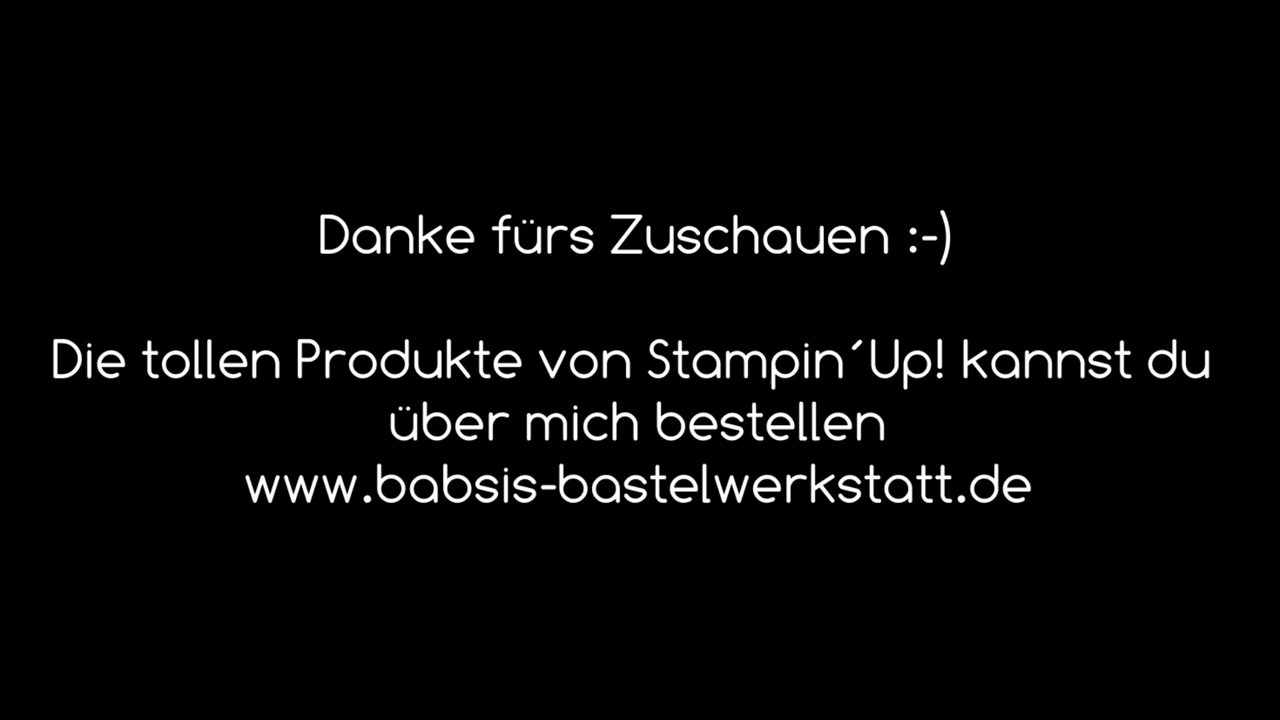 Danke fürs Zuschauen :-)
Die tollen Produkte von Stampin´Up! kannst du
über mich bestellen
www.babsis-bastelwerkstatt.de